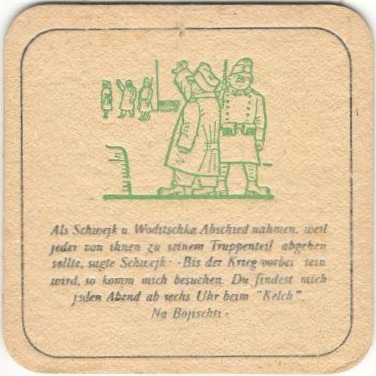 Als Schwejk u. Woditschka Abschied nahmen, weil
jeder von ihnen zu seinem Truppenteil abgehen
sollte, sagte Schwejk: - Bis der Krieg vorbei sein
wird, so komm mich besuchen. Du findest mich
jeden Abend ab sechs Uhr beim "Kelch"
Na Bojischti -